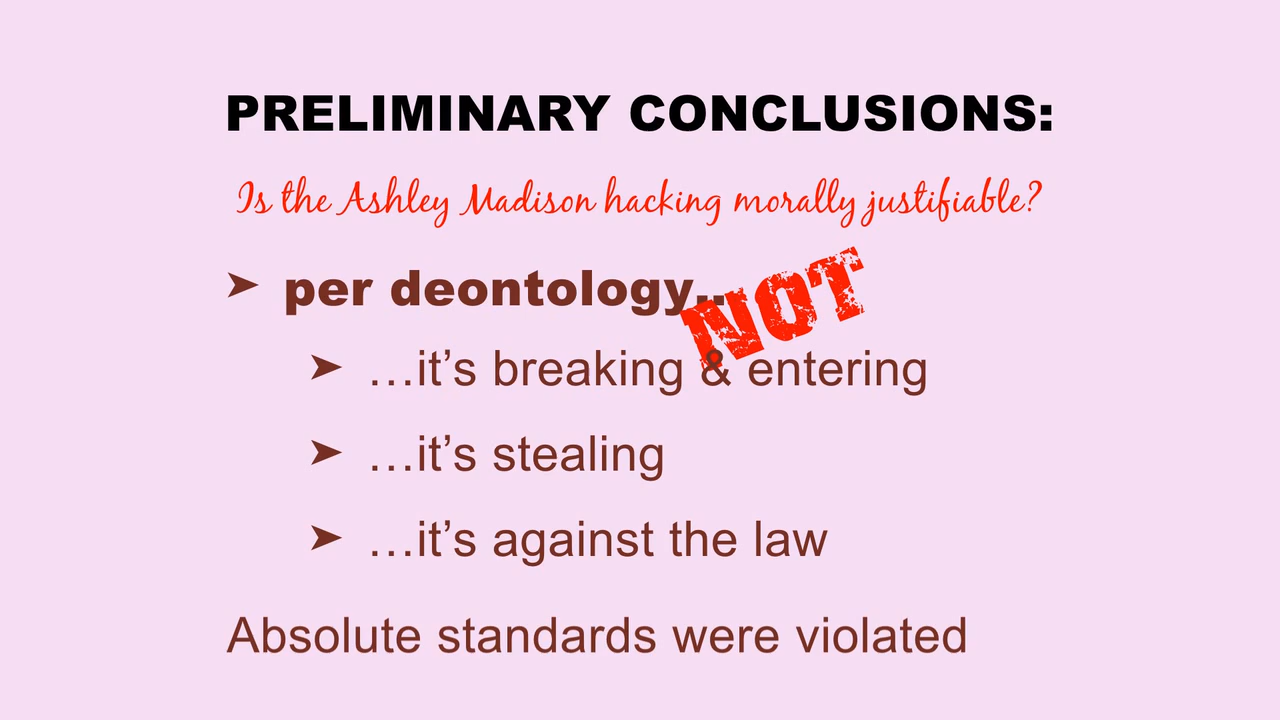 PRELIMINARY CONCLUSIONS:
Is the Ashley Madison hacking morally justifiable?
➤ per deontology..
NOT
➤ …it’s breaking & entering
➤ …it’s stealing
➤ …it’s against the law
Absolute standards were violated